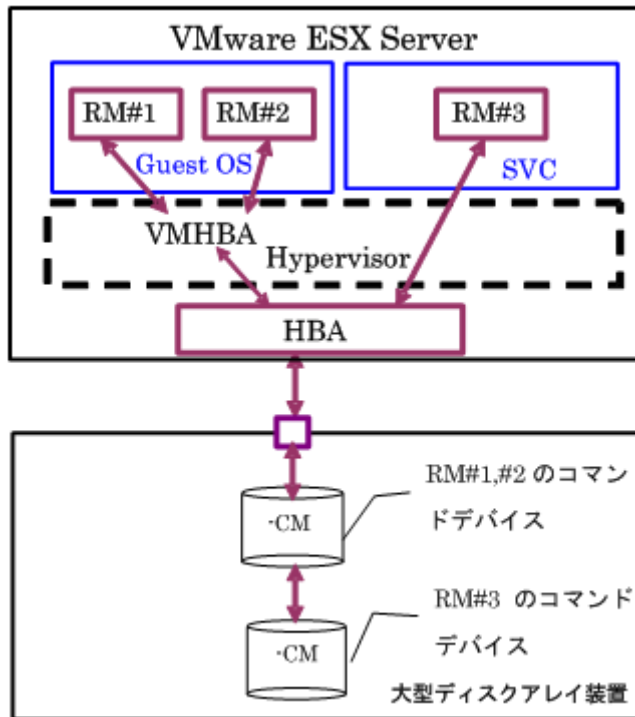 VMware ESX Server
RM#1
RM#2
RM#3
Guest OS
SVC
VMHBA
Hypervisor
HBA
RM#1,#2 のコマン
ドデバイス
-CM
RM#3 のコマンド
デバイス
-CM
大型ディスクアレイ装置